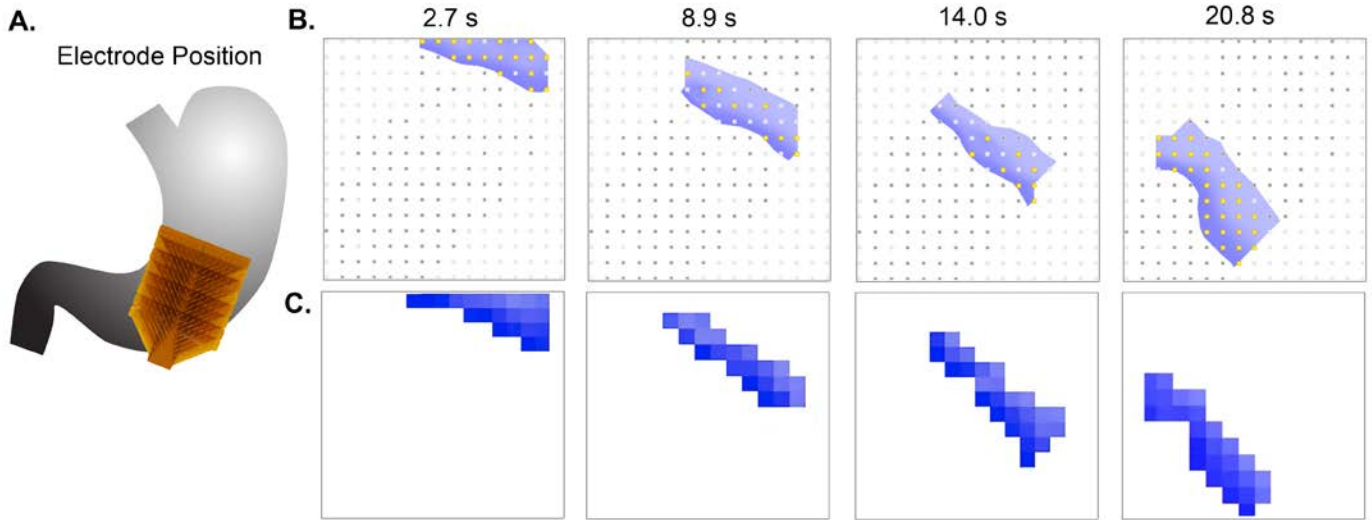 A.
Electrode Position
B.
2.7 s
8.9 s
14.0 s
20.8 s
C.